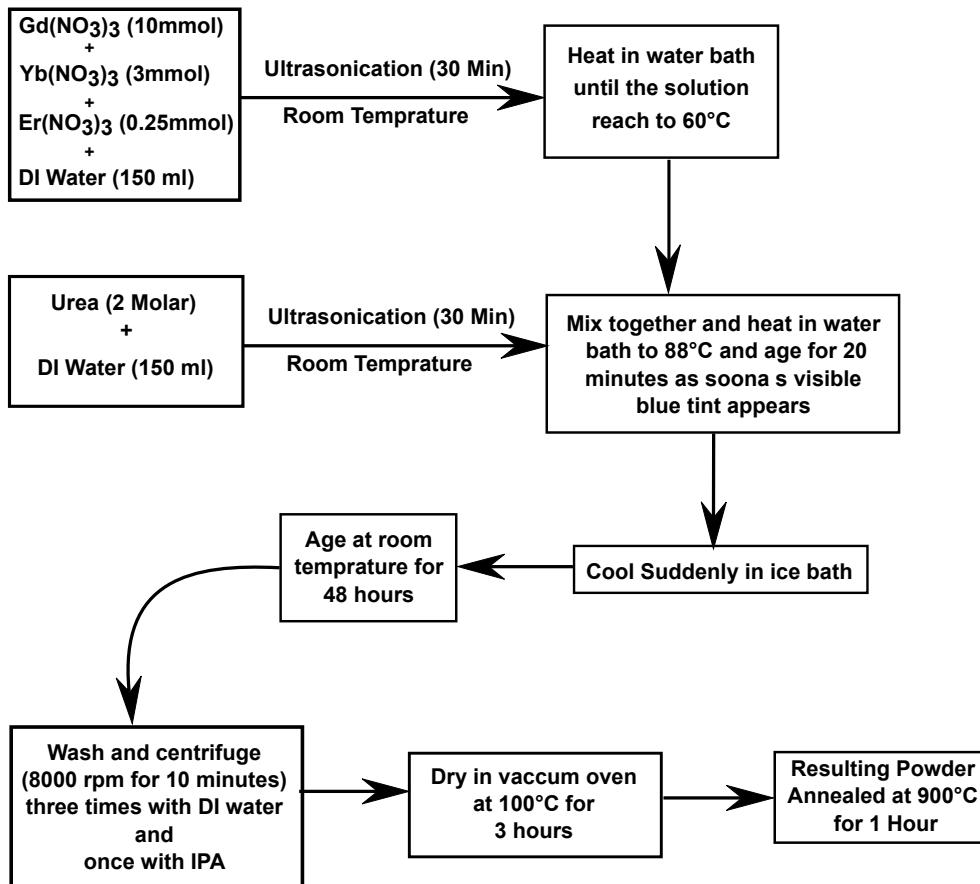 Gd(NO3)3 (10mmol)
+
Yb(NO3)3 (3mmol)
+
Er(NO3)3 (0.25mmol)
+
DI Water (150 ml)
Ultrasonication (30 Min)
Room Temprature
Heat in water bath
until the solution
reach to 60°C
Urea (2 Molar)
+
DI Water (150 ml)
Ultrasonication (30 Min)
Room Temprature
Mix together and heat in water
bath to 88°C and age for 20
minutes as soona s visible
blue tint appears
Cool Suddenly in ice bath
Age at room
temprature for
48 hours
Wash and centrifuge
(8000 rpm for 10 minutes)
three times with DI water
and
once with IPA
Dry in vaccum oven
at 100°C for
3 hours
Resulting Powder
Annealed at 900°C
for 1 Hour